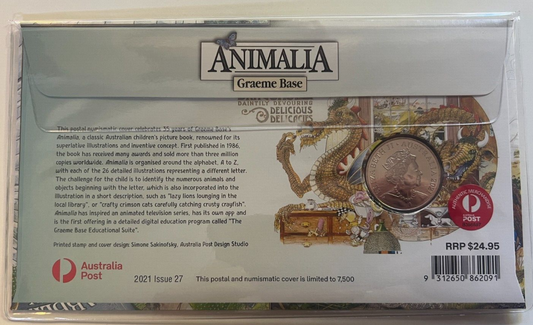 ANIMALIA
Graeme Base
DAINTILY DEVOURING
DELICIOUS
DELICACIES
This postal numismatic cover celebrates 35 years of Graeme Base's
Animalia, a classic Australian children's picture book, renowned for its
superlative illustrations and inventive concept. First published in 1986,
the book has received many awards and sold more than three million
copies worldwide. Animalia is organised around the alphabet, A to Z,
with each of the 26 detailed illustrations representing a different letter.
The challenge for the child is to identify the numerous animals and
objects beginning with the letter, which is also incorporated into the
illustration in a short description, such as "lazy lions lounging in the
local library", or "crafty crimson cats carefully catching crusty crayfish".
Animalia has inspired an animated television series, has its own app and
is the first offering in a detailed digital education program called "The
Graeme Base Educational Suite".
Printed stamp and cover design: Simone Sakinofsky, Australia Post Design Studio
AUTHENTIC MERCHANDISE
POST
RRP $24.95
Australia
Post
2021 Issue 27
This postal and numismatic cover is limited to 7,500
9 312650 862091